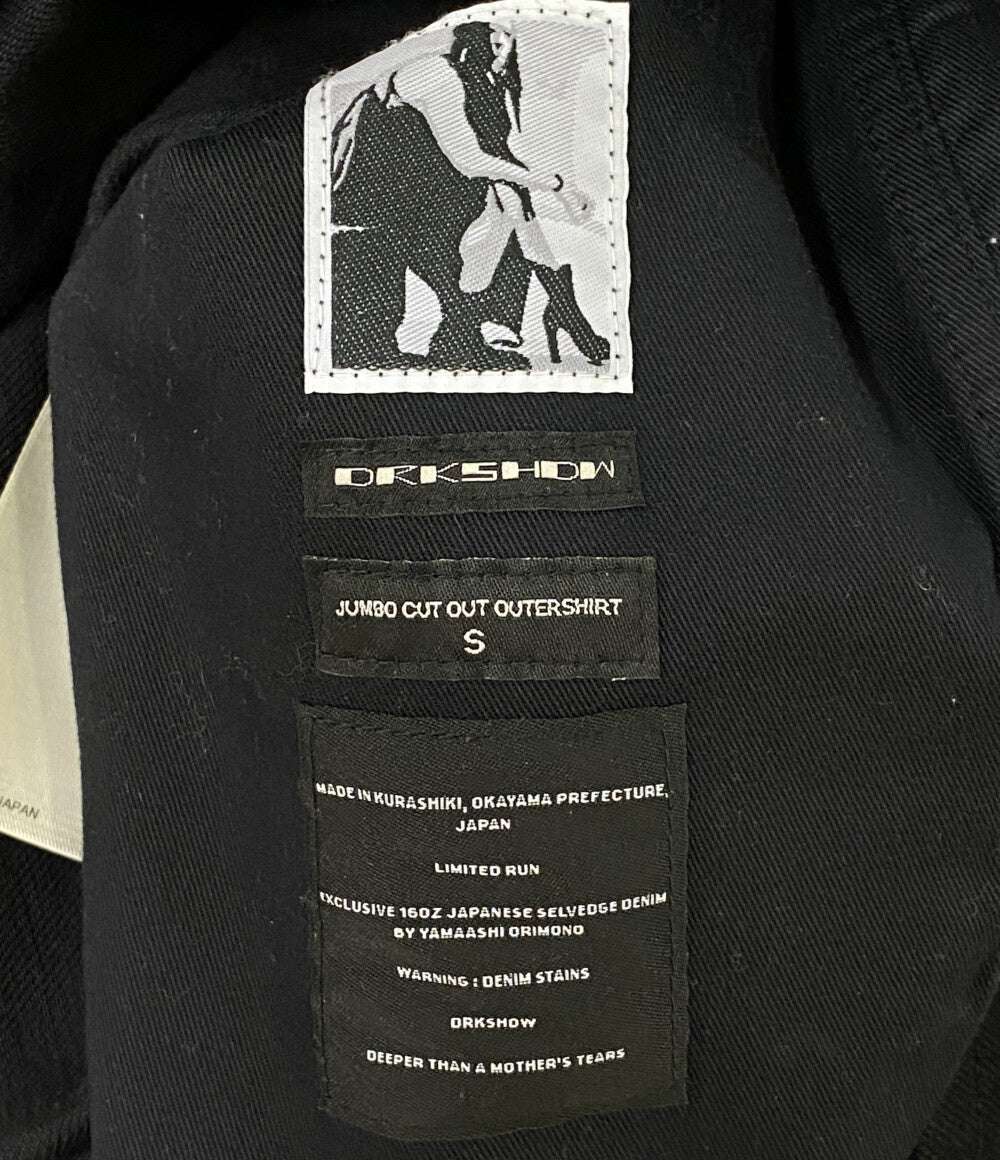 DRKSHDW
JUMBO CUT OUT OUTERSHIRT
S
MADE IN KURASHIKI, OKAYAMA PREFECTURE,
JAPAN
LIMITED RUN
EXCLUSIVE 16OZ JAPANESE SELVEDGE DENIM
BY YAMAASHI ORIMONO
WARNING : DENIM STAINS
DRKSHDW
DEEPER THAN A MOTHER'S TEARS
JAPAN